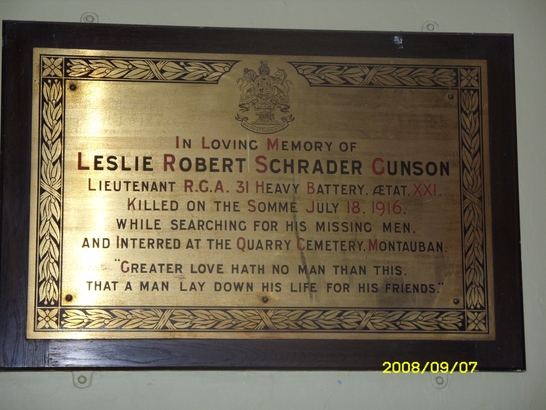 In Loving Memory of
Leslie Robert Schrader Gunson
Lieutenant R.G.A. 31 Heavy Battery. ÆTAT. XXI.
Killed on the Somme July 18. 1916.
while searching for his missing men,
and Interred at the Quarry Cemetery. Montauban.
"Greater love hath no man than this,
that a man lay down his life for his friends."
2008/09/07